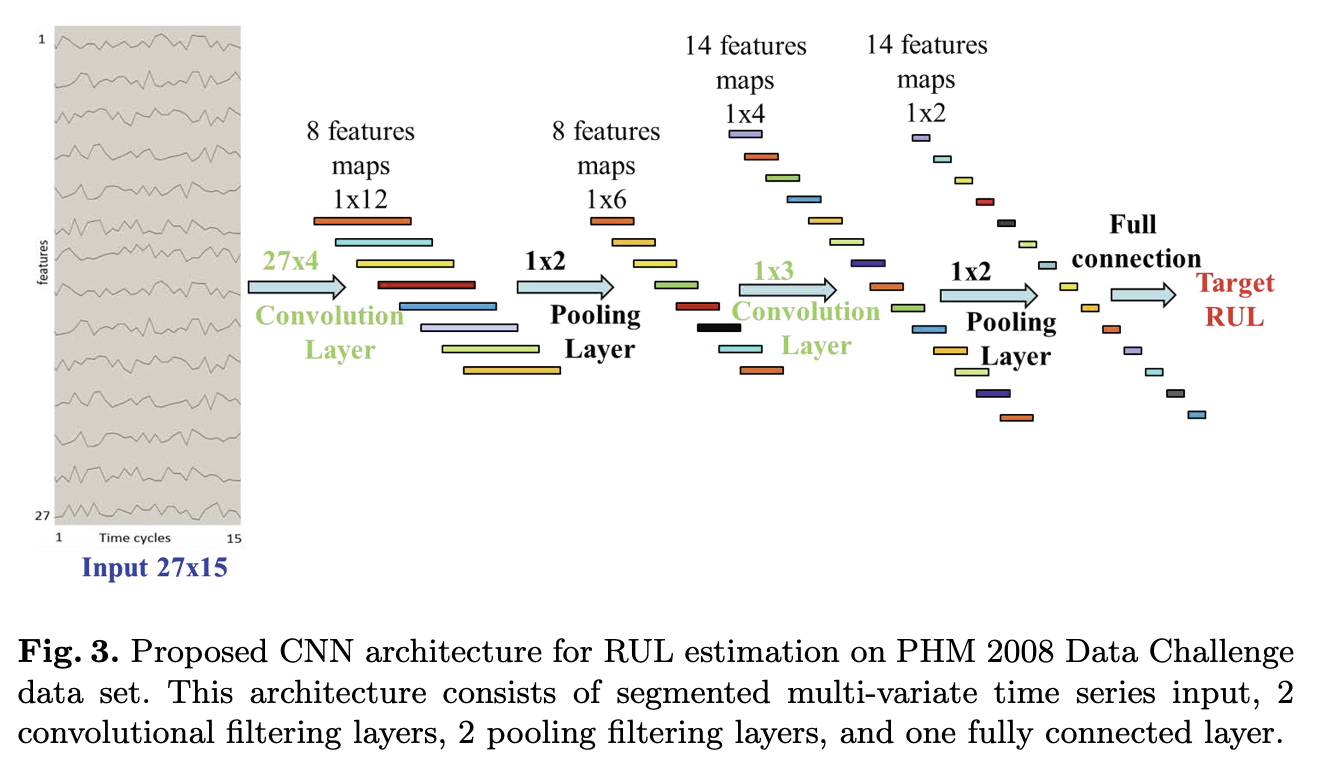 1
features
27
1 Time cycles 15
Input 27x15
27x4
Convolution
Layer
8 features
maps
1x12
1x2
Pooling
Layer
8 features
maps
1x6
1x3
Convolution
Layer
14 features
maps
1x4
1x2
Pooling
Layer
14 features
maps
1x2
Full
connection
Target
RUL
Fig. 3. Proposed CNN architecture for RUL estimation on PHM 2008 Data Challenge
data set. This architecture consists of segmented multi-variate time series input, 2
convolutional filtering layers, 2 pooling filtering layers, and one fully connected layer.